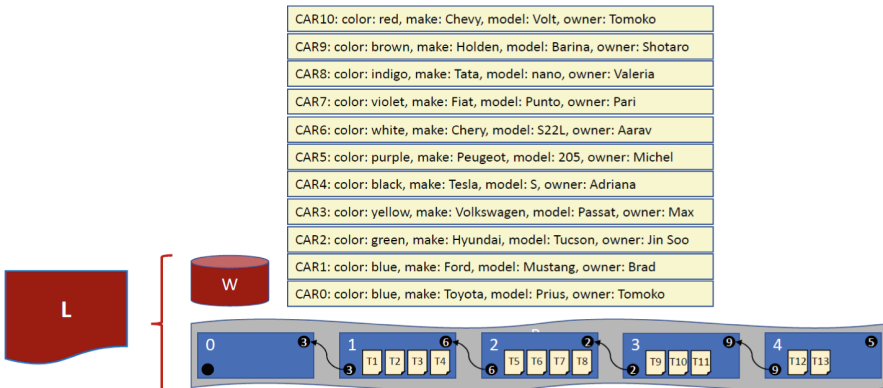 CAR10: color: red, make: Chevy, model: Volt, owner: Tomoko
CAR9: color: brown, make: Holden, model: Barina, owner: Shotaro
CAR8: color: indigo, make: Tata, model: nano, owner: Valeria
CAR7: color: violet, make: Fiat, model: Punto, owner: Pari
CAR6: color: white, make: Chery, model: S22L, owner: Aarav
CAR5: color: purple, make: Peugeot, model: 205, owner: Michel
CAR4: color: black, make: Tesla, model: S, owner: Adriana
CAR3: color: yellow, make: Volkswagen, model: Passat, owner: Max
CAR2: color: green, make: Hyundai, model: Tucson, owner: Jin Soo
CAR1: color: blue, make: Ford, model: Mustang, owner: Brad
CAR0: color: blue, make: Toyota, model: Prius, owner: Tomoko
W
L
0 3 1 6 2 2 3 9 4 5
T1 T2 T3 T4 T5 T6 T7 T8 T9 T10 T11 T12 T13
3 6 2 9